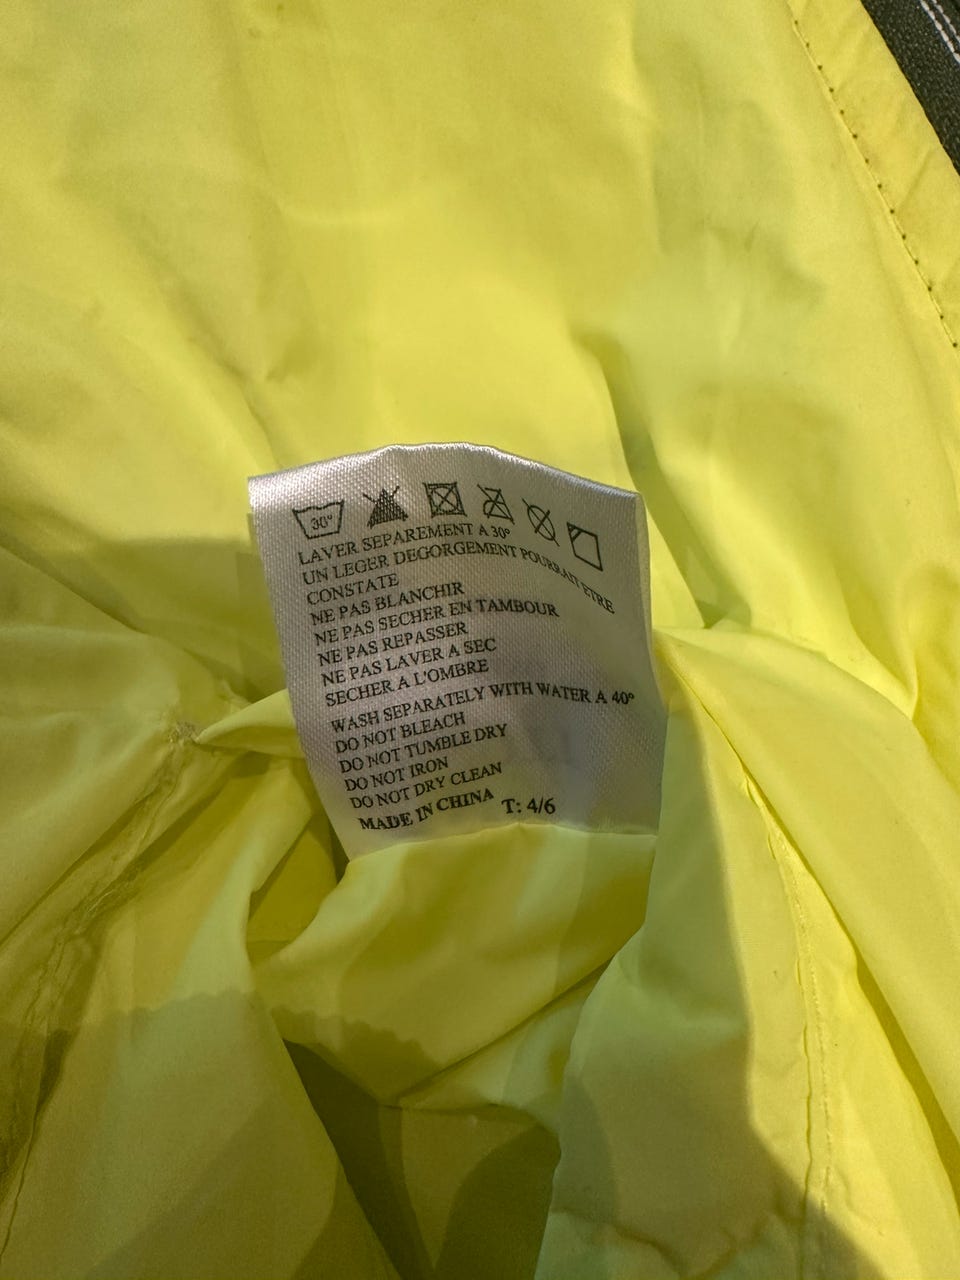 30°
LAVER SEPAREMENT A 30°
UN LEGER DEGORGEMENT POURRAIT ETRE
CONSTATE
NE PAS BLANCHIR
NE PAS SECHER EN TAMBOUR
NE PAS REPASSER
NE PAS LAVER A SEC
SECHER A L'OMBRE
WASH SEPARATELY WITH WATER A 40°
DO NOT BLEACH
DO NOT TUMBLE DRY
DO NOT IRON
DO NOT DRY CLEAN
MADE IN CHINA T: 4/6